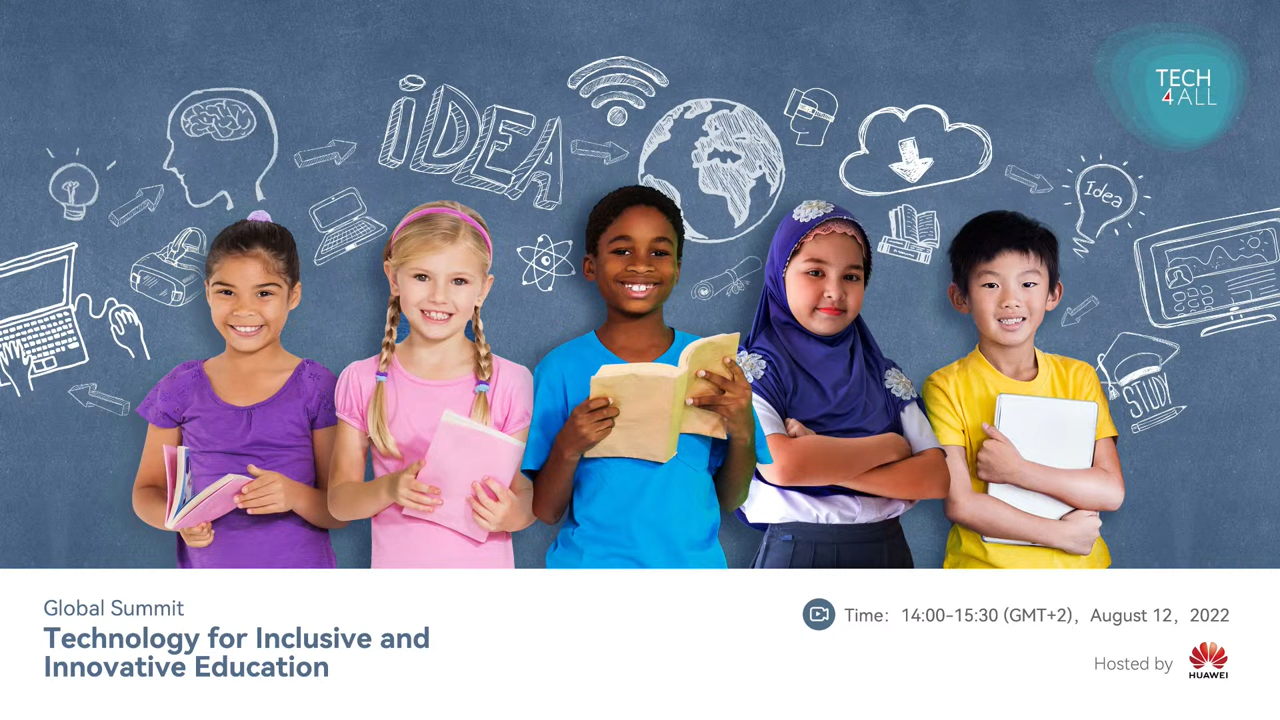 TECH
4ALL
iDEA
Idea
STUDY
Global Summit
Technology for Inclusive and
Innovative Education
Time: 14:00-15:30 (GMT+2), August 12, 2022
Hosted by
HUAWEI